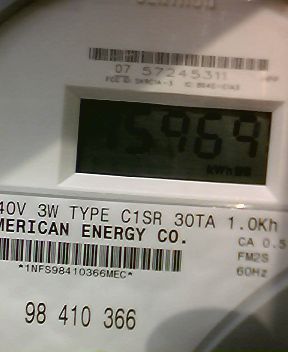 07 57245311
15969
kWh
40V 3W TYPE C1SR 30TA 1.0Kh
MERICAN ENERGY CO.
CA 0.5
*1NFS98410366MEC*
FM2S
60Hz
98 410 366